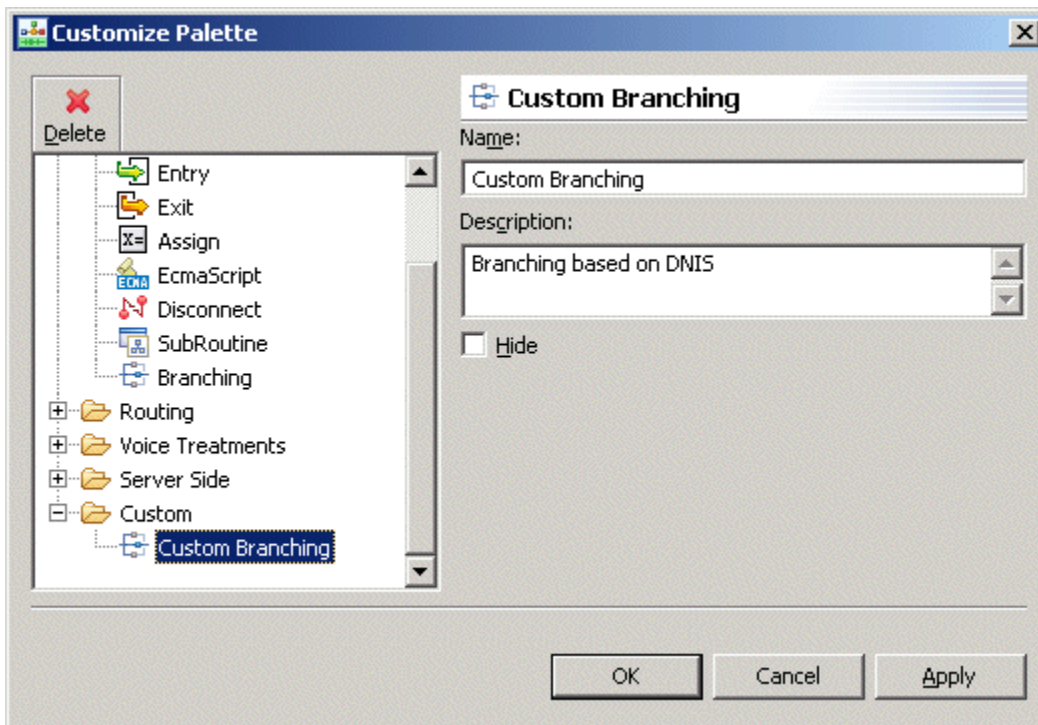 Customize Palette
Delete
Entry
Exit
X= Assign
ECMA EcmaScript
Disconnect
SubRoutine
Branching
Routing
Voice Treatments
Server Side
Custom
Custom Branching
Custom Branching
Name:
Custom Branching
Description:
Branching based on DNIS
Hide
OK Cancel Apply